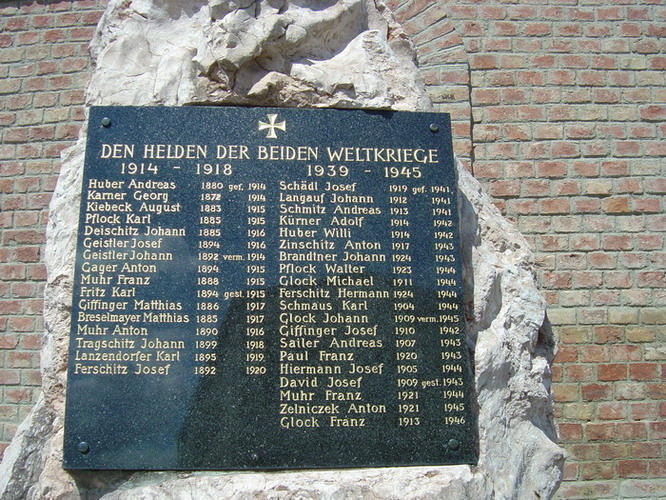 DEN HELDEN DER BEIDEN WELTKRIEGE
1914 - 1918
Huber Andreas 1880 gef. 1914
Karner Georg 1872 1914
Kiebeck August 1883 1915
Pflock Karl 1885 1915
Deischitz Johann 1885 1916
Geistler Josef 1894 1916
Geistler Johann 1892 verm. 1914
Gager Anton 1894 1915
Muhr Franz 1888 1915
Fritz Karl 1894 gest. 1915
Giffinger Matthias 1886 1917
Breselmayer Matthias 1885 1917
Muhr Anton 1890 1916
Tragschitz Johann 1899 1918
Lanzendorfer Karl 1895 1919
Ferschitz Josef 1892 1920
1939 - 1945
Schädl Josef 1919 gef. 1941
Langauf Johann 1912 1941
Schmitz Andreas 1913 1941
Kürner Adolf 1914 1942
Huber Willi 1914 1942
Zinschitz Anton 1917 1943
Brandtner Johann 1924 1943
Pflock Walter 1923 1944
Glock Michael 1911 1944
Ferschitz Hermann 1924 1944
Schmaus Karl 1904 1944
Glock Johann 1909 verm. 1945
Giffinger Josef 1910 1942
Sailer Andreas 1907 1943
Paul Franz 1920 1943
Hiermann Josef 1905 1944
David Josef 1909 gest. 1943
Muhr Franz 1921 1944
Zelniczek Anton 1921 1945
Glock Franz 1913 1946